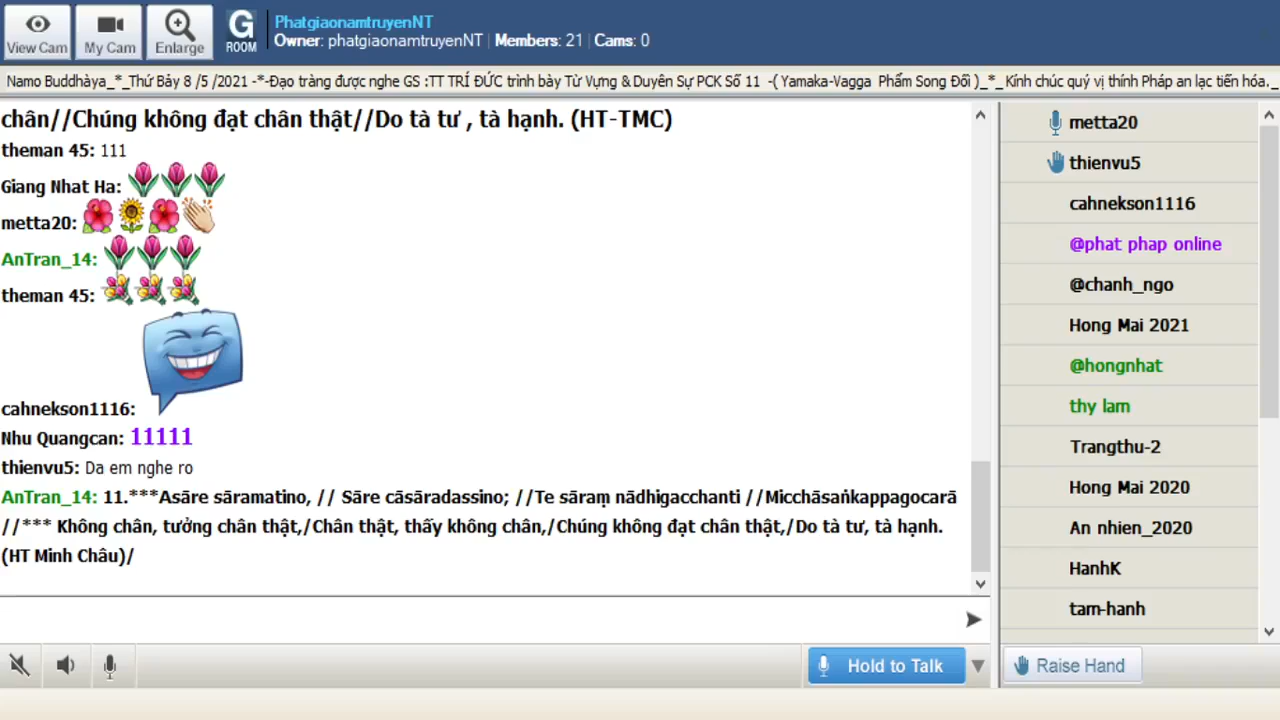 View Cam
My Cam
Enlarge
G
ROOM
PhatgiaonamtruyenNT
Owner: phatgiaonamtruyenNT | Members: 21 | Cams: 0
Namo Buddhàya_*_Thứ Bảy 8 /5 /2021 -*-Đạo tràng được nghe GS :TT TRÍ ĐỨC trình bày Từ Vựng & Duyên Sự PCK Số 11 -( Yamaka-Vagga Phẩm Song Đối )_*_ Kính chúc quý vị thính Pháp an lạc tiến hóa._
chân//Chúng không đạt chân thật//Do tà tư , tà hạnh. (HT-TMC)
theman 45: 111
Giang Nhat Ha:
metta20:
AnTran_14:
theman 45:
cahnekson1116:
Nhu Quangcan: 11111
thienvu5: Da em nghe ro
AnTran_14: 11.***Asāre sāramatino, // Sāre cāsāradassino; //Te sāraṃ nādhigacchanti //Micchāsaṅkappagocarā
//*** Không chân, tưởng chân thật,/Chân thật, thấy không chân,/Chúng không đạt chân thật,/Do tà tư, tà hạnh.
(HT Minh Châu)/
metta20
thienvu5
cahnekson1116
@phat phap online
@chanh_ngo
Hong Mai 2021
@hongnhat
thy lam
Trangthu-2
Hong Mai 2020
An nhien_2020
HanhK
tam-hanh
Hold to Talk
Raise Hand